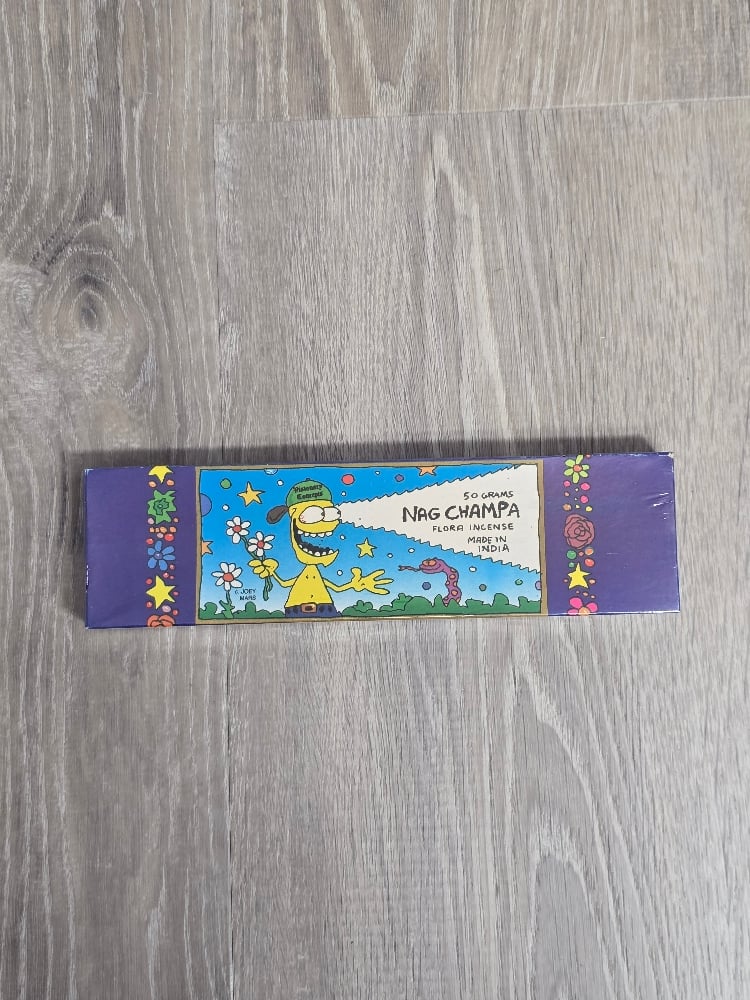 Visionary
Concepts
50 GRAMS
NAG CHAMPA
FLORA INCENSE
MADE IN
INDIA
© JOEY
MARS